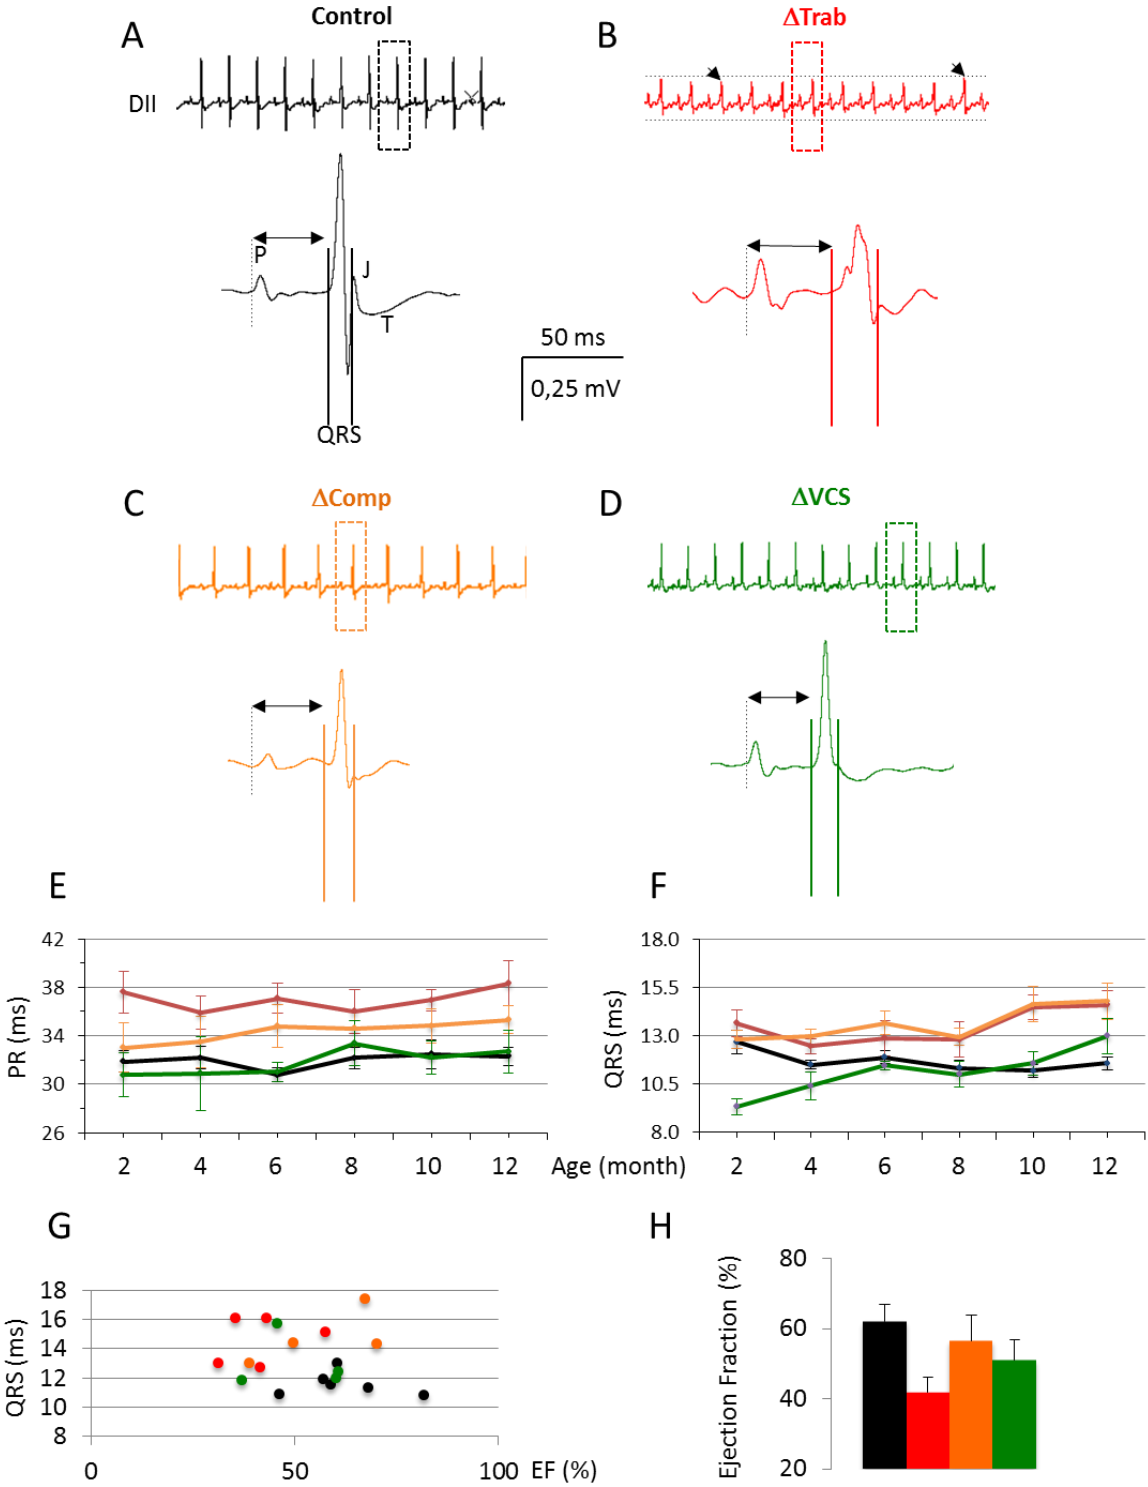 Control
A
B
ΔTrab
DII
P
J
T
QRS
50 ms
0,25 mV
C
ΔComp
D
ΔVCS
E
F
42
38
34
30
26
PR (ms)
2 4 6 8 10 12
Age (month)
18.0
15.5
13.0
10.5
8.0
QRS (ms)
2 4 6 8 10 12
G
H
18
16
14
12
10
8
QRS (ms)
0 50 100 EF (%)
80
60
40
20
Ejection Fraction (%)